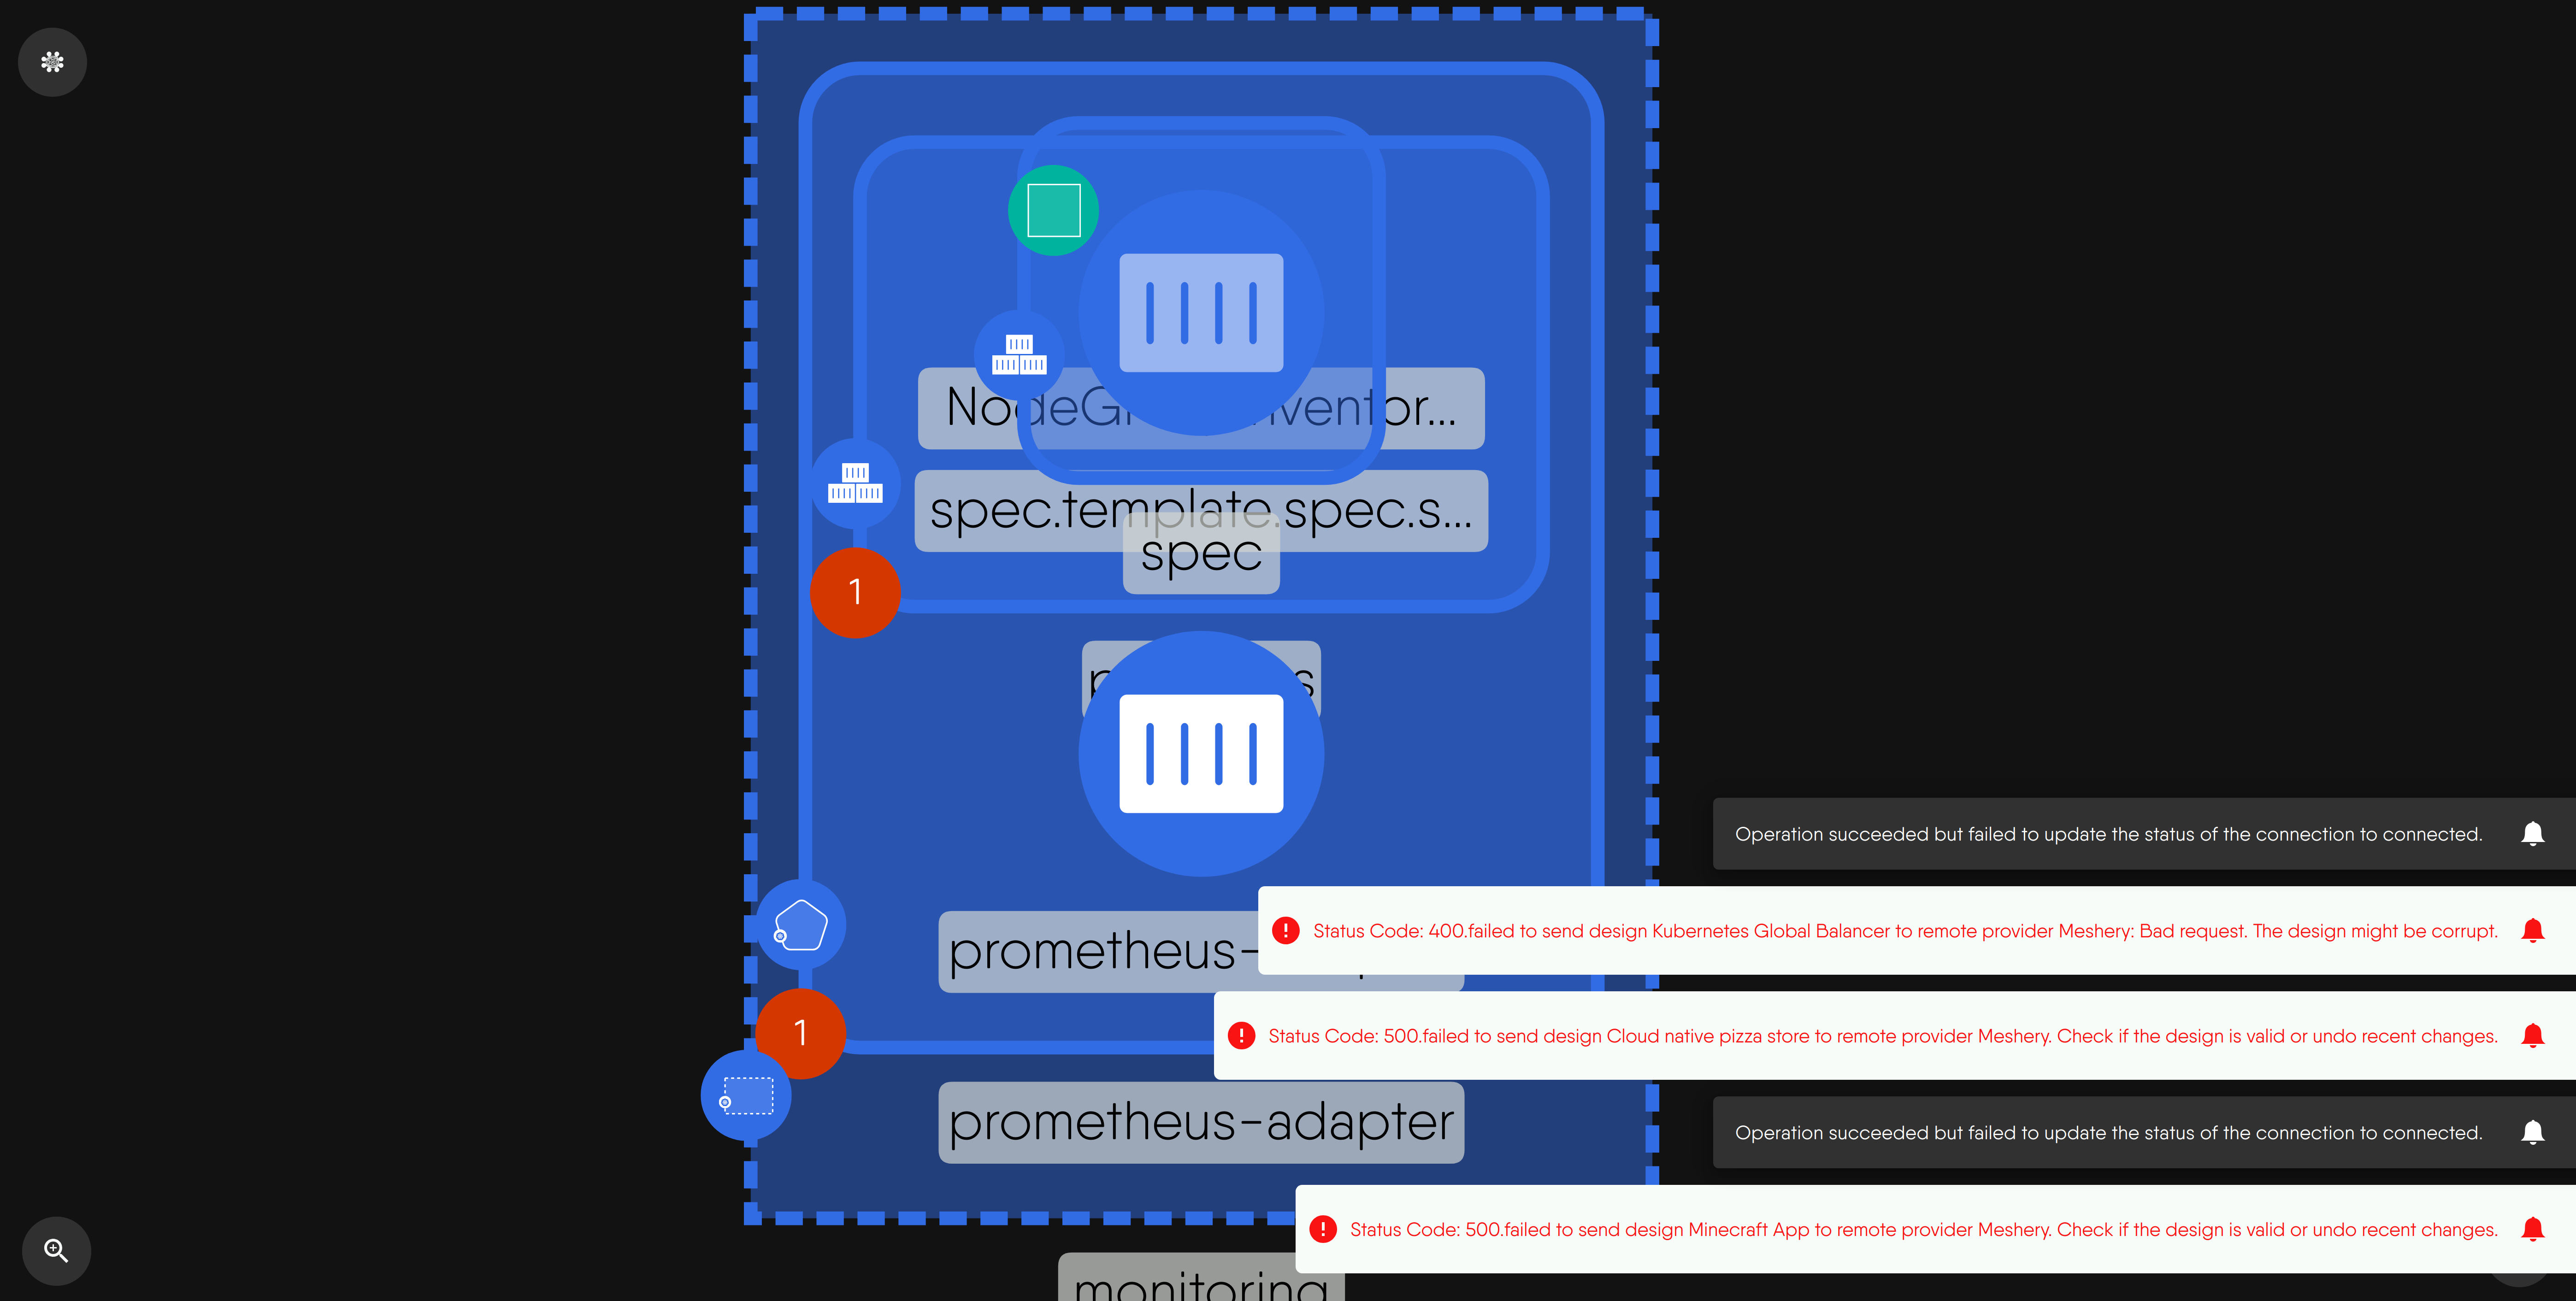 NodeGr nventor...
spec.template.spec.s...
spec
1
prometheus-
1
prometheus-adapter
monitoring
Operation succeeded but failed to update the status of the connection to connected.
Status Code: 400.failed to send design Kubernetes Global Balancer to remote provider Meshery: Bad request. The design might be corrupt.
Status Code: 500.failed to send design Cloud native pizza store to remote provider Meshery. Check if the design is valid or undo recent changes.
Operation succeeded but failed to update the status of the connection to connected.
Status Code: 500.failed to send design Minecraft App to remote provider Meshery. Check if the design is valid or undo recent changes.